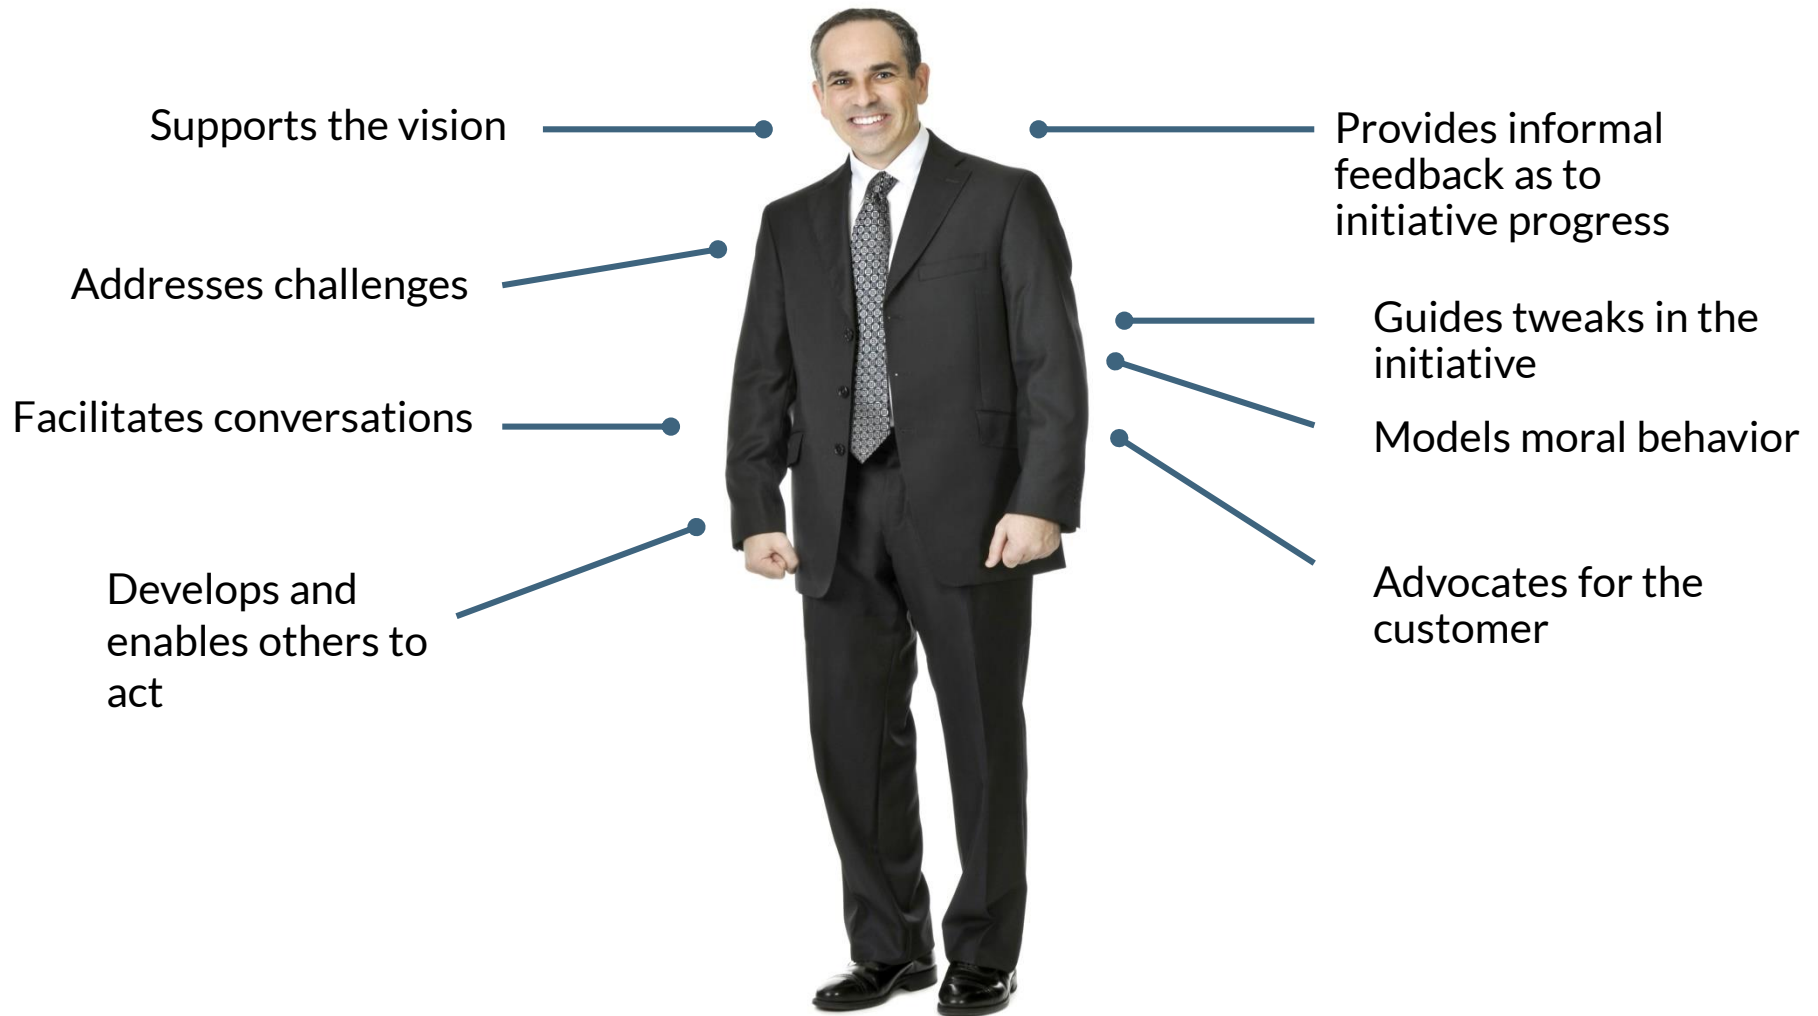 Supports the vision
Addresses challenges
Facilitates conversations
Develops and
enables others to
act
Provides informal
feedback as to
initiative progress
Guides tweaks in the
initiative
Models moral behavior
Advocates for the
customer